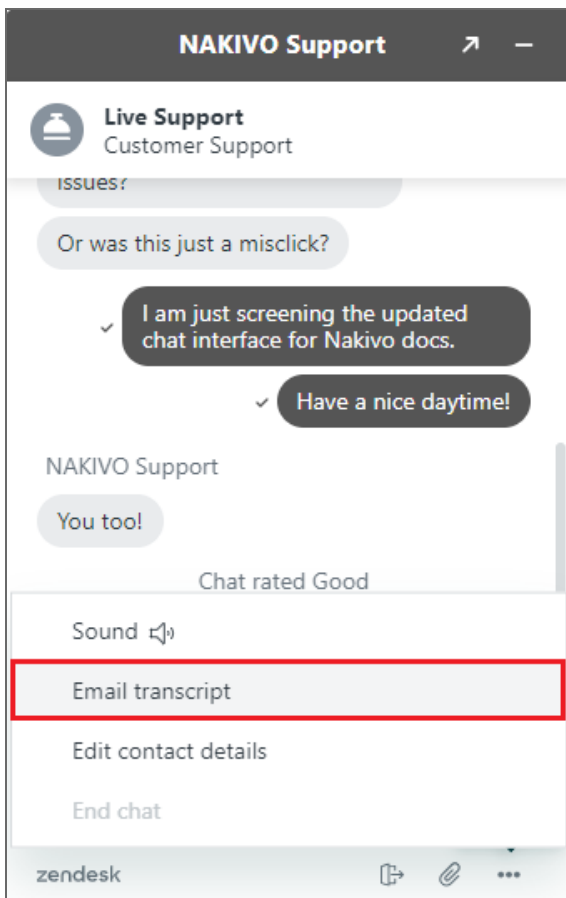 NAKIVO Support
Live Support
Customer Support
issues?
Or was this just a misclick?
I am just screening the updated
chat interface for Nakivo docs.
Have a nice daytime!
NAKIVO Support
You too!
Chat rated Good
Sound
Email transcript
Edit contact details
End chat
zendesk